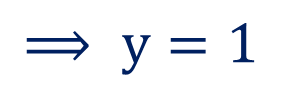 ⟹ y = 1